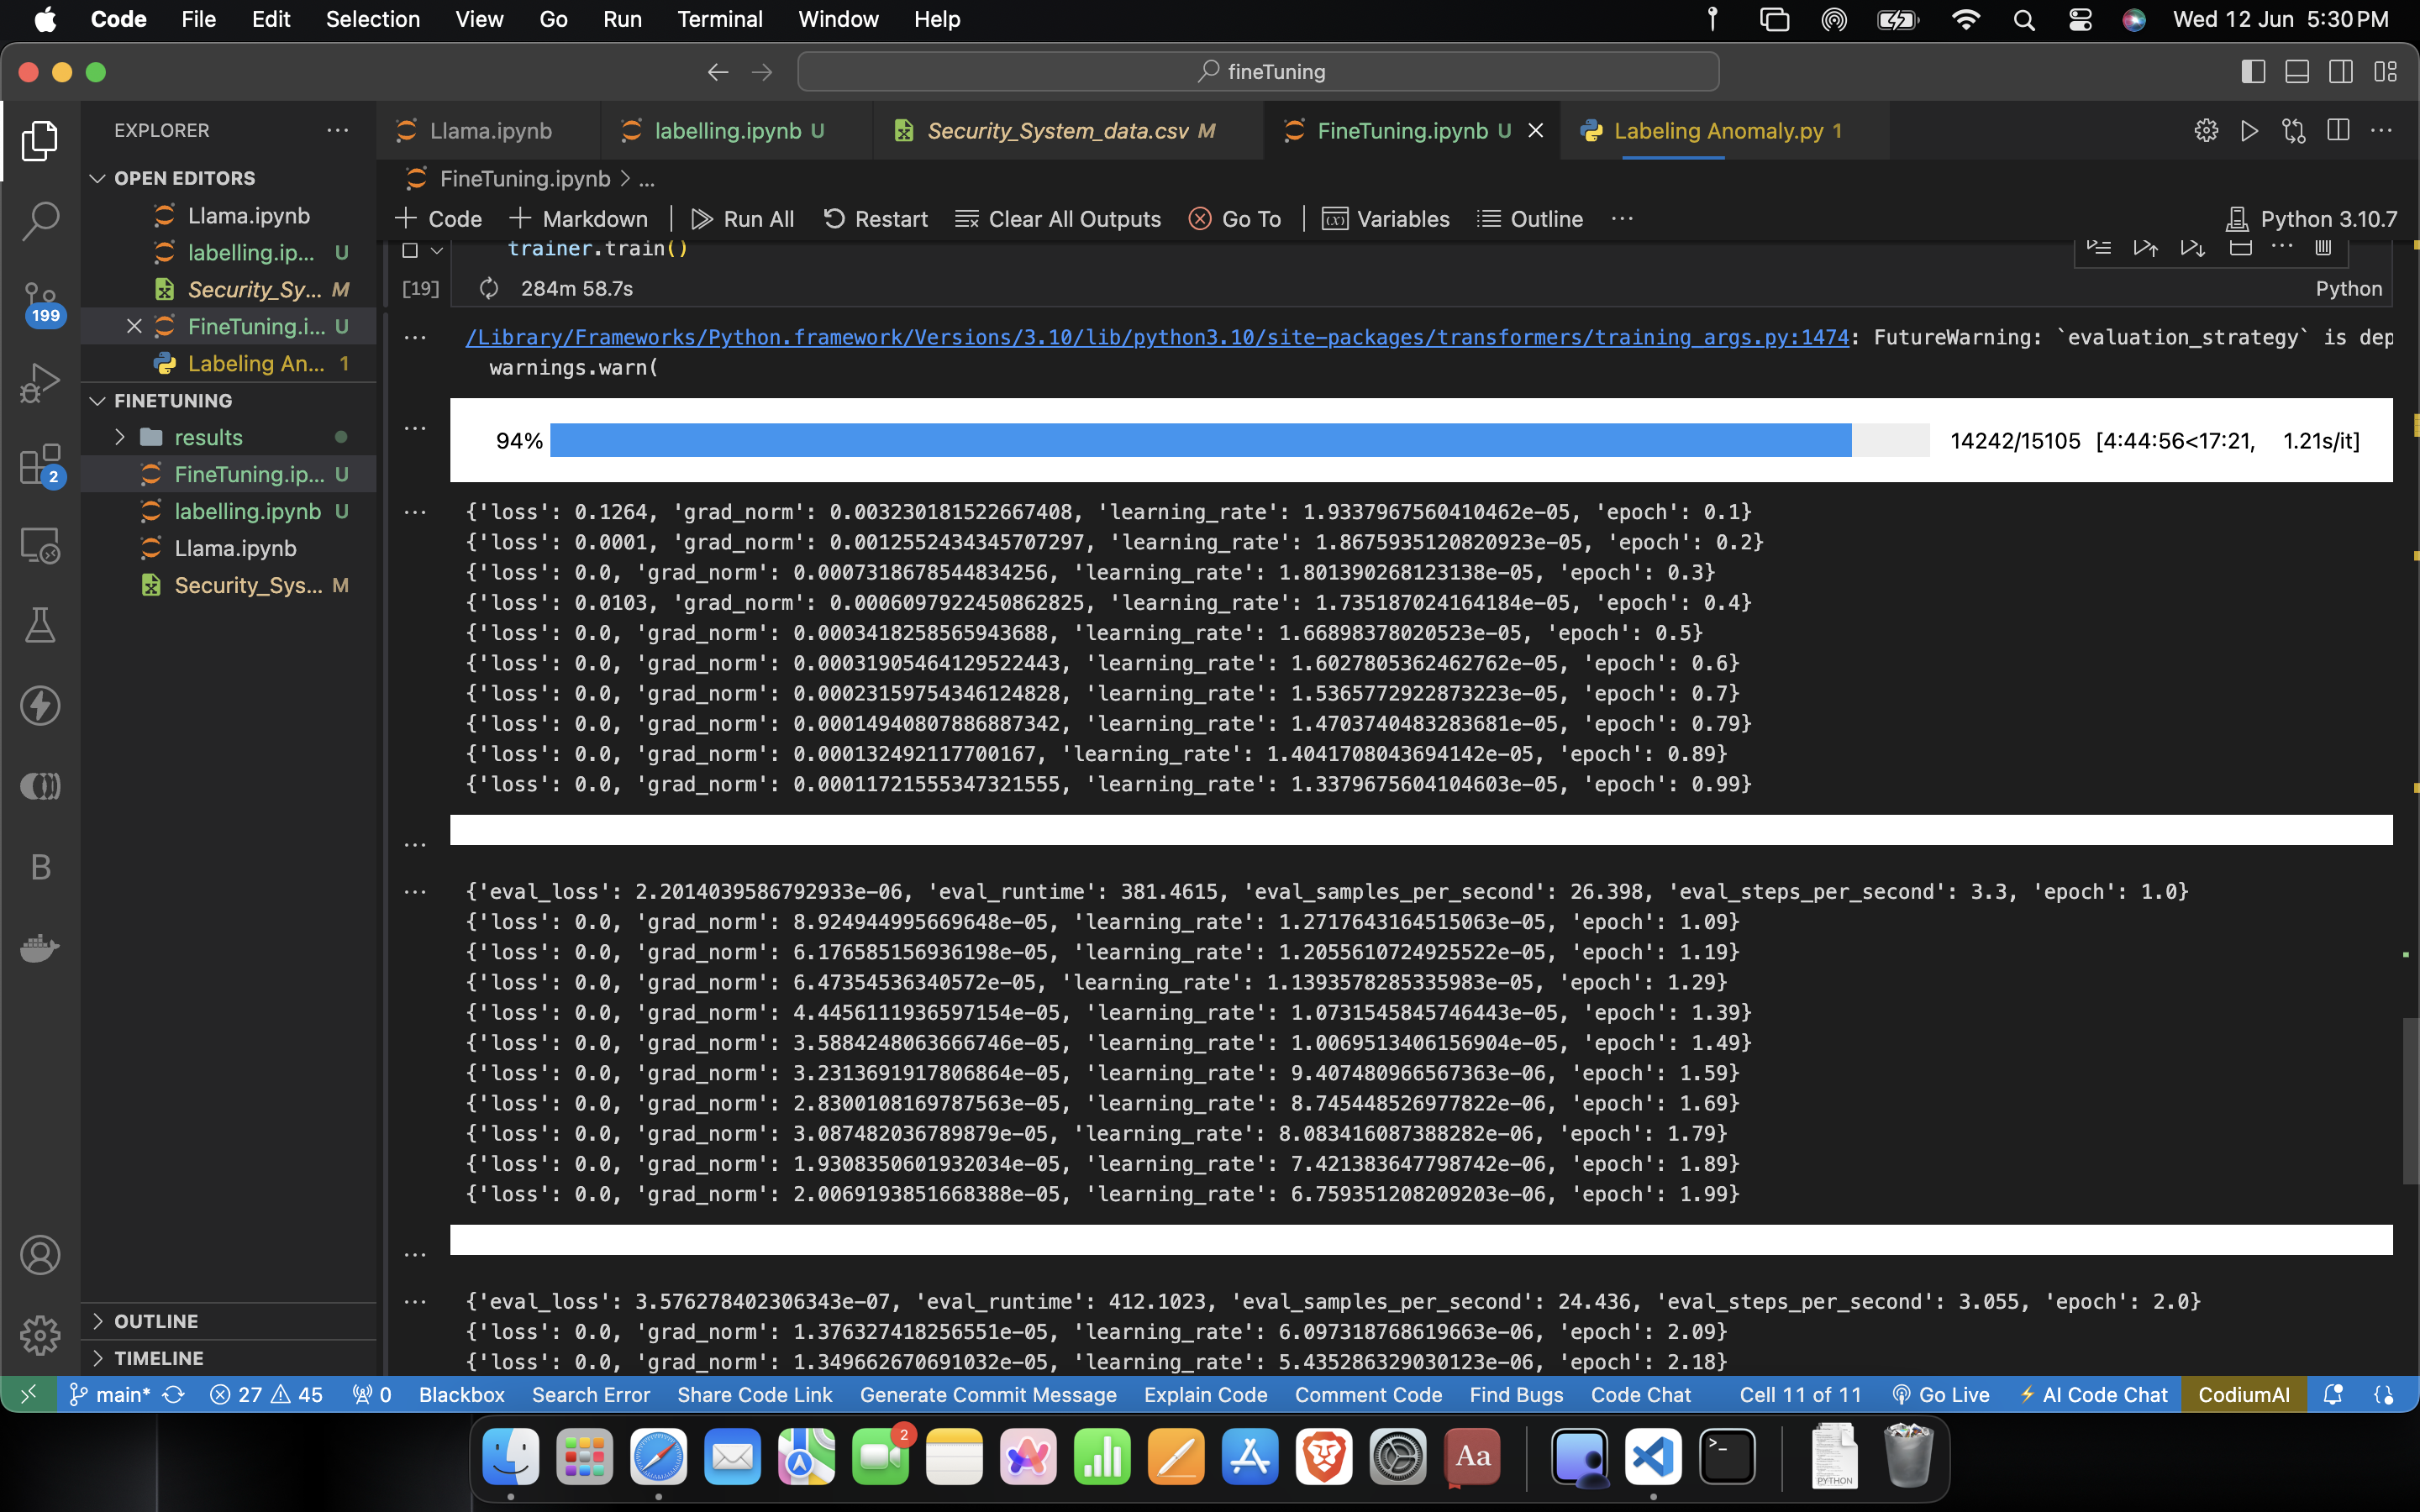 Code File Edit Selection View Go Run Terminal Window Help Wed 12 Jun 5:30 PM
fineTuning
EXPLORER
Llama.ipynb labelling.ipynb U Security_System_data.csv M FineTuning.ipynb U Labeling Anomaly.py 1
OPEN EDITORS
Llama.ipynb
labelling.ip... U
Security_Sy... M
FineTuning.i... U
Labeling An... 1
FINETUNING
results
FineTuning.ip... U
labelling.ipynb U
Llama.ipynb
Security_Sys... M
OUTLINE
TIMELINE
199
2
B
FineTuning.ipynb > ...
+ Code + Markdown Run All Restart Clear All Outputs Go To Variables Outline ... Python 3.10.7
trainer.train()
[19] 284m 58.7s Python
/Library/Frameworks/Python.framework/Versions/3.10/lib/python3.10/site-packages/transformers/training_args.py:1474: FutureWarning: `evaluation_strategy` is dep
warnings.warn(
94% 14242/15105 [4:44:56<17:21, 1.21s/it]
{'loss': 0.1264, 'grad_norm': 0.003230181522667408, 'learning_rate': 1.9337967560410462e-05, 'epoch': 0.1}
{'loss': 0.0001, 'grad_norm': 0.0012552434345707297, 'learning_rate': 1.8675935120820923e-05, 'epoch': 0.2}
{'loss': 0.0, 'grad_norm': 0.0007318678544834256, 'learning_rate': 1.801390268123138e-05, 'epoch': 0.3}
{'loss': 0.0103, 'grad_norm': 0.0006097922450862825, 'learning_rate': 1.735187024164184e-05, 'epoch': 0.4}
{'loss': 0.0, 'grad_norm': 0.0003418258565943688, 'learning_rate': 1.66898378020523e-05, 'epoch': 0.5}
{'loss': 0.0, 'grad_norm': 0.00031905464129522443, 'learning_rate': 1.6027805362462762e-05, 'epoch': 0.6}
{'loss': 0.0, 'grad_norm': 0.00023159754346124828, 'learning_rate': 1.5365772922873223e-05, 'epoch': 0.7}
{'loss': 0.0, 'grad_norm': 0.00014940807886887342, 'learning_rate': 1.4703740483283681e-05, 'epoch': 0.79}
{'loss': 0.0, 'grad_norm': 0.000132492117700167, 'learning_rate': 1.4041708043694142e-05, 'epoch': 0.89}
{'loss': 0.0, 'grad_norm': 0.00011721555347321555, 'learning_rate': 1.3379675604104603e-05, 'epoch': 0.99}
{'eval_loss': 2.2014039586792933e-06, 'eval_runtime': 381.4615, 'eval_samples_per_second': 26.398, 'eval_steps_per_second': 3.3, 'epoch': 1.0}
{'loss': 0.0, 'grad_norm': 8.924944995669648e-05, 'learning_rate': 1.2717643164515063e-05, 'epoch': 1.09}
{'loss': 0.0, 'grad_norm': 6.176585156936198e-05, 'learning_rate': 1.2055610724925522e-05, 'epoch': 1.19}
{'loss': 0.0, 'grad_norm': 6.47354536340572e-05, 'learning_rate': 1.1393578285335983e-05, 'epoch': 1.29}
{'loss': 0.0, 'grad_norm': 4.4456111936597154e-05, 'learning_rate': 1.0731545845746443e-05, 'epoch': 1.39}
{'loss': 0.0, 'grad_norm': 3.5884248063666746e-05, 'learning_rate': 1.0069513406156904e-05, 'epoch': 1.49}
{'loss': 0.0, 'grad_norm': 3.2313691917806864e-05, 'learning_rate': 9.407480966567363e-06, 'epoch': 1.59}
{'loss': 0.0, 'grad_norm': 2.8300108169787563e-05, 'learning_rate': 8.745448526977822e-06, 'epoch': 1.69}
{'loss': 0.0, 'grad_norm': 3.087482036789879e-05, 'learning_rate': 8.083416087388282e-06, 'epoch': 1.79}
{'loss': 0.0, 'grad_norm': 1.9308350601932034e-05, 'learning_rate': 7.421383647798742e-06, 'epoch': 1.89}
{'loss': 0.0, 'grad_norm': 2.0069193851668388e-05, 'learning_rate': 6.759351208209203e-06, 'epoch': 1.99}
{'eval_loss': 3.576278402306343e-07, 'eval_runtime': 412.1023, 'eval_samples_per_second': 24.436, 'eval_steps_per_second': 3.055, 'epoch': 2.0}
{'loss': 0.0, 'grad_norm': 1.376327418256551e-05, 'learning_rate': 6.097318768619663e-06, 'epoch': 2.09}
{'loss': 0.0, 'grad_norm': 1.349662670691032e-05, 'learning_rate': 5.435286329030123e-06, 'epoch': 2.18}
main* 27 45 0 Blackbox Search Error Share Code Link Generate Commit Message Explain Code Comment Code Find Bugs Code Chat Cell 11 of 11 Go Live AI Code Chat CodiumAI
2
Aa
PYTHON